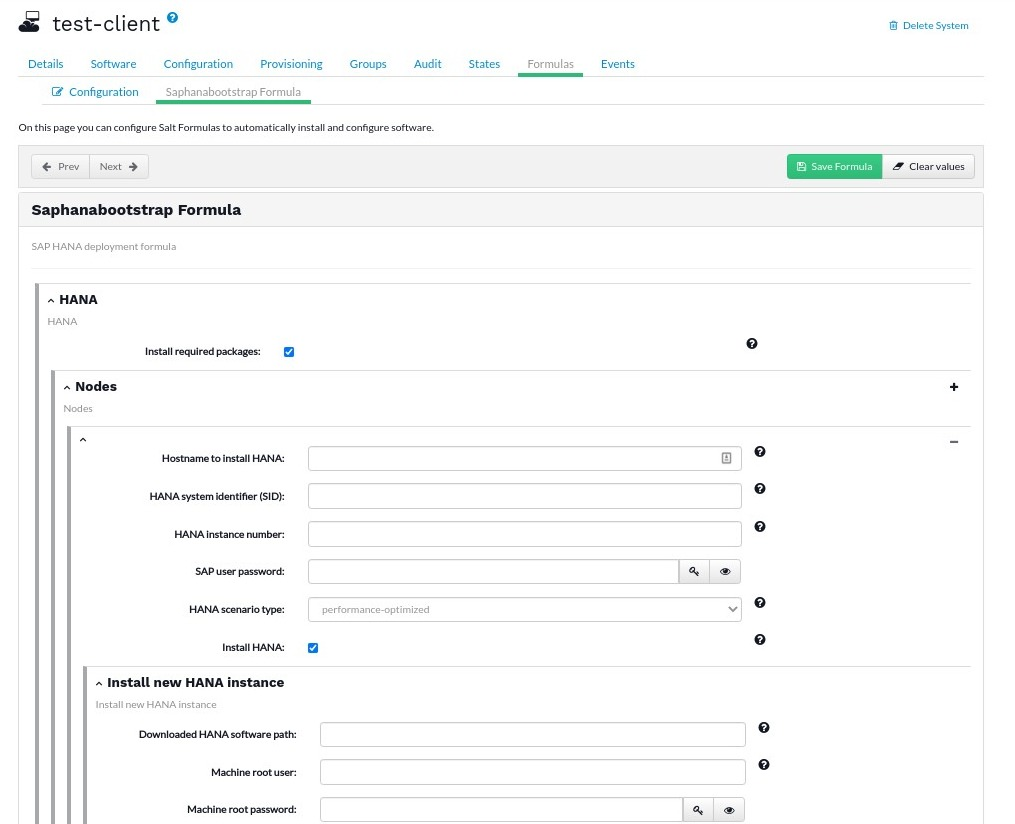 test-client
Delete System
Details Software Configuration Provisioning Groups Audit States Formulas Events
Configuration Saphanabootstrap Formula
On this page you can configure Salt Formulas to automatically install and configure software.
Prev Next Save Formula Clear values
Saphanabootstrap Formula
SAP HANA deployment formula
HANA
HANA
Install required packages:
Nodes
Nodes
Hostname to install HANA:
HANA system identifier (SID):
HANA instance number:
SAP user password:
HANA scenario type: performance-optimized
Install HANA:
Install new HANA instance
Install new HANA instance
Downloaded HANA software path:
Machine root user:
Machine root password: